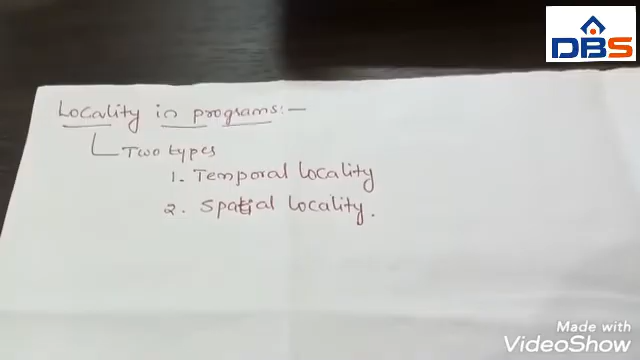 DBS
Locality in programs:-
Two types
1. Temporal locality
2. Spatial locality.
Made with
VideoShow